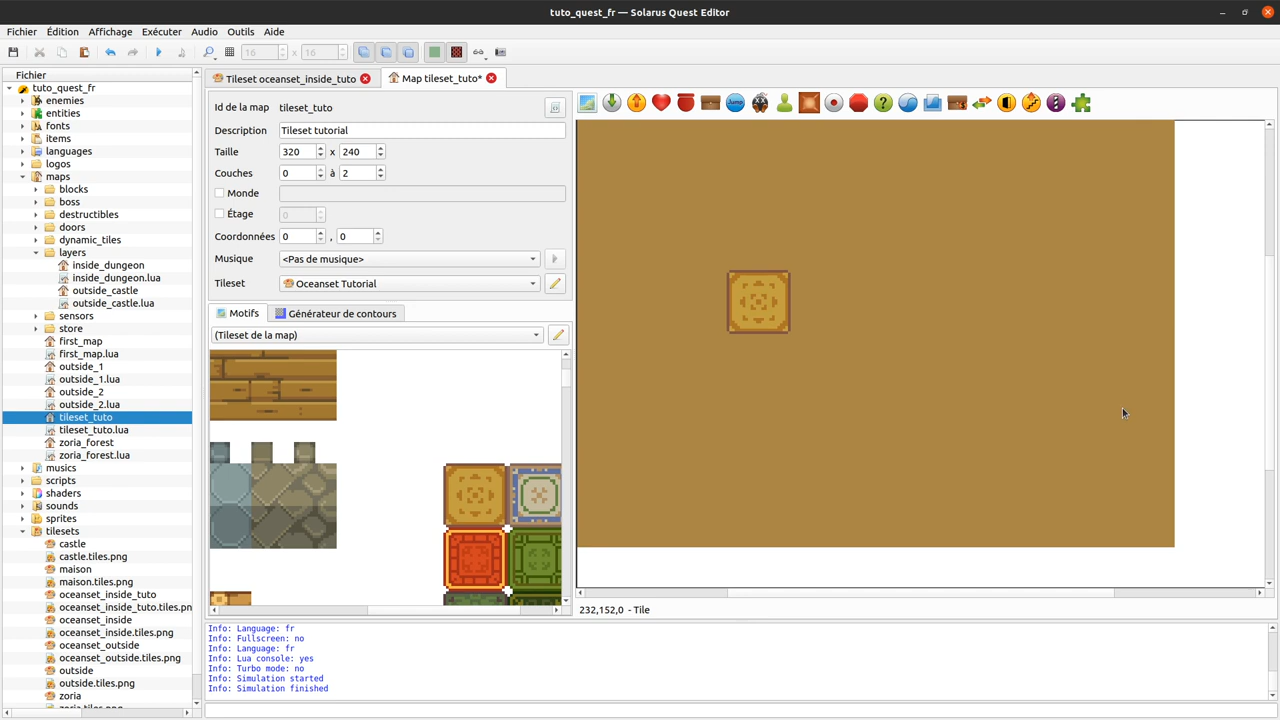 tuto_quest_fr — Solarus Quest Editor
Fichier Édition Affichage Exécuter Audio Outils Aide
16 x 16
Fichier
tuto_quest_fr
enemies
entities
fonts
items
languages
logos
maps
blocks
boss
destructibles
doors
dynamic_tiles
layers
inside_dungeon
inside_dungeon.lua
outside_castle
outside_castle.lua
sensors
store
first_map
first_map.lua
outside_1
outside_1.lua
outside_2
outside_2.lua
tileset_tuto
tileset_tuto.lua
zoria_forest
zoria_forest.lua
musics
scripts
shaders
sounds
sprites
tilesets
castle
castle.tiles.png
maison
maison.tiles.png
oceanset_inside_tuto
oceanset_inside_tuto.tiles.pn
oceanset_inside
oceanset_inside.tiles.png
oceanset_outside
oceanset_outside.tiles.png
outside
outside.tiles.png
zoria
zoria.tiles.png
Tileset oceanset_inside_tuto Map tileset_tuto*
Id de la map tileset_tuto
Description Tileset tutorial
Taille 320 x 240
Couches 0 à 2
Monde
Étage 0
Coordonnées 0 , 0
Musique <Pas de musique>
Tileset Oceanset Tutorial
Motifs Générateur de contours
(Tileset de la map)
Jump
?
232,152,0 - Tile
Info: Language: fr
Info: Fullscreen: no
Info: Language: fr
Info: Lua console: yes
Info: Turbo mode: no
Info: Simulation started
Info: Simulation finished